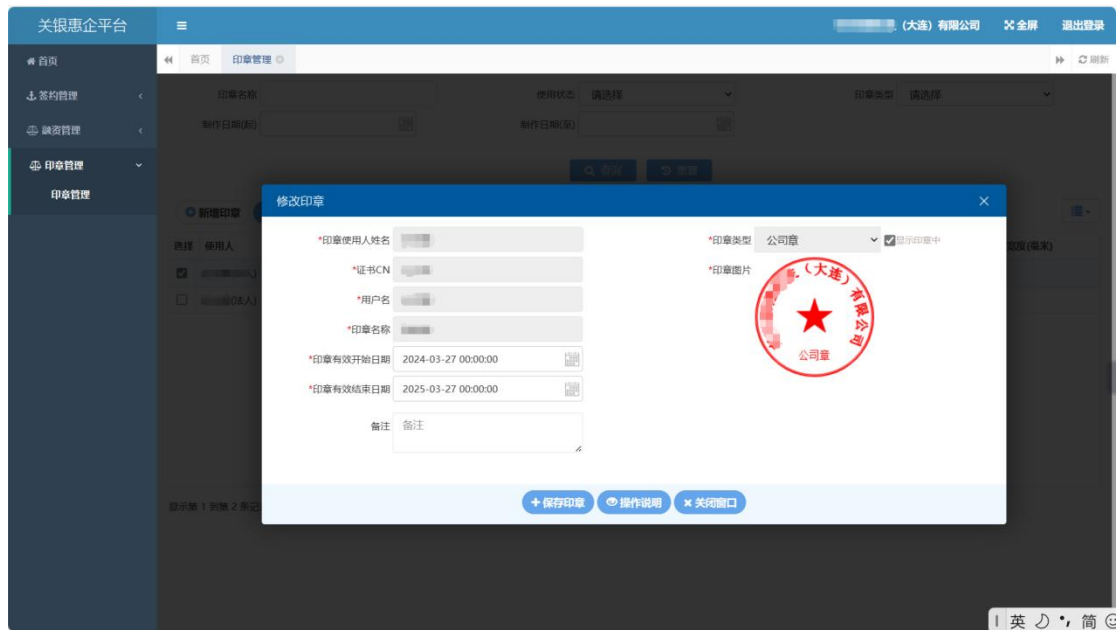 关银惠企平台
（大连）有限公司
全屏
退出登录
首页
首页
印章管理
刷新
签约管理
融资管理
印章管理
印章管理
印章名称
使用状态 请选择
印章类型 请选择
制作日期(起)
制作日期(至)
查询
重置
新增印章
选择 使用人
(法人)
显示第 1 到第 2 条记
修改印章
*印章使用人姓名
*证书CN
*用户名
*印章名称
*印章有效开始日期 2024-03-27 00:00:00
*印章有效结束日期 2025-03-27 00:00:00
备注 备注
*印章类型 公司章 显示印章中
*印章图片
（大连）有限公司
公司章
保存印章
操作说明
关闭窗口
英
简